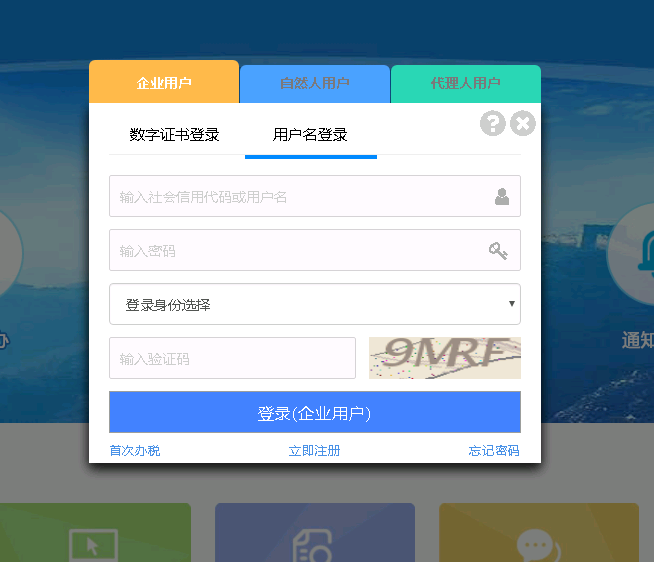 企业用户
自然人用户
代理人用户
数字证书登录
用户名登录
输入社会信用代码或用户名
输入密码
登录身份选择
输入验证码
9MRF
登录(企业用户)
首次办税
立即注册
忘记密码
办
通知